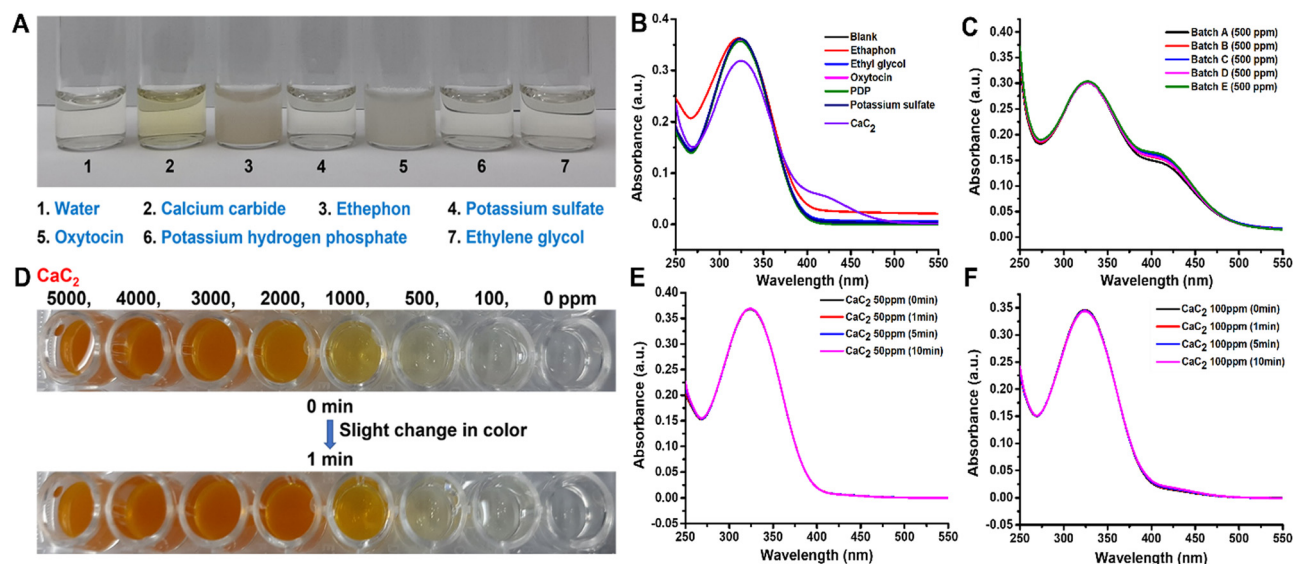 A
1 2 3 4 5 6 7
1. Water 2. Calcium carbide 3. Ethephon 4. Potassium sulfate
5. Oxytocin 6. Potassium hydrogen phosphate 7. Ethylene glycol
B
Blank
Ethaphon
Ethyl glycol
Oxytocin
PDP
Potassium sulfate
CaC2
Absorbance (a.u.)
0.4
0.3
0.2
0.1
0.0
250 300 350 400 450 500 550
Wavelength (nm)
C
Batch A (500 ppm)
Batch B (500 ppm)
Batch C (500 ppm)
Batch D (500 ppm)
Batch E (500 ppm)
Absorbance (a.u.)
0.40
0.35
0.30
0.25
0.20
0.15
0.10
0.05
0.00
250 300 350 400 450 500 550
Wavelength (nm)
D CaC2
5000, 4000, 3000, 2000, 1000, 500, 100, 0 ppm
0 min
Slight change in color
1 min
E
CaC2 50ppm (0min)
CaC2 50ppm (1min)
CaC2 50ppm (5min)
CaC2 50ppm (10min)
Absorbance (a.u.)
0.40
0.35
0.30
0.25
0.20
0.15
0.10
0.05
0.00
-0.05
250 300 350 400 450 500 550
Wavelength (nm)
F
CaC2 100ppm (0min)
CaC2 100ppm (1min)
CaC2 100ppm (5min)
CaC2 100ppm (10min)
Absorbance (a.u.)
0.35
0.30
0.25
0.20
0.15
0.10
0.05
0.00
-0.05
250 300 350 400 450 500 550
Wavelength (nm)